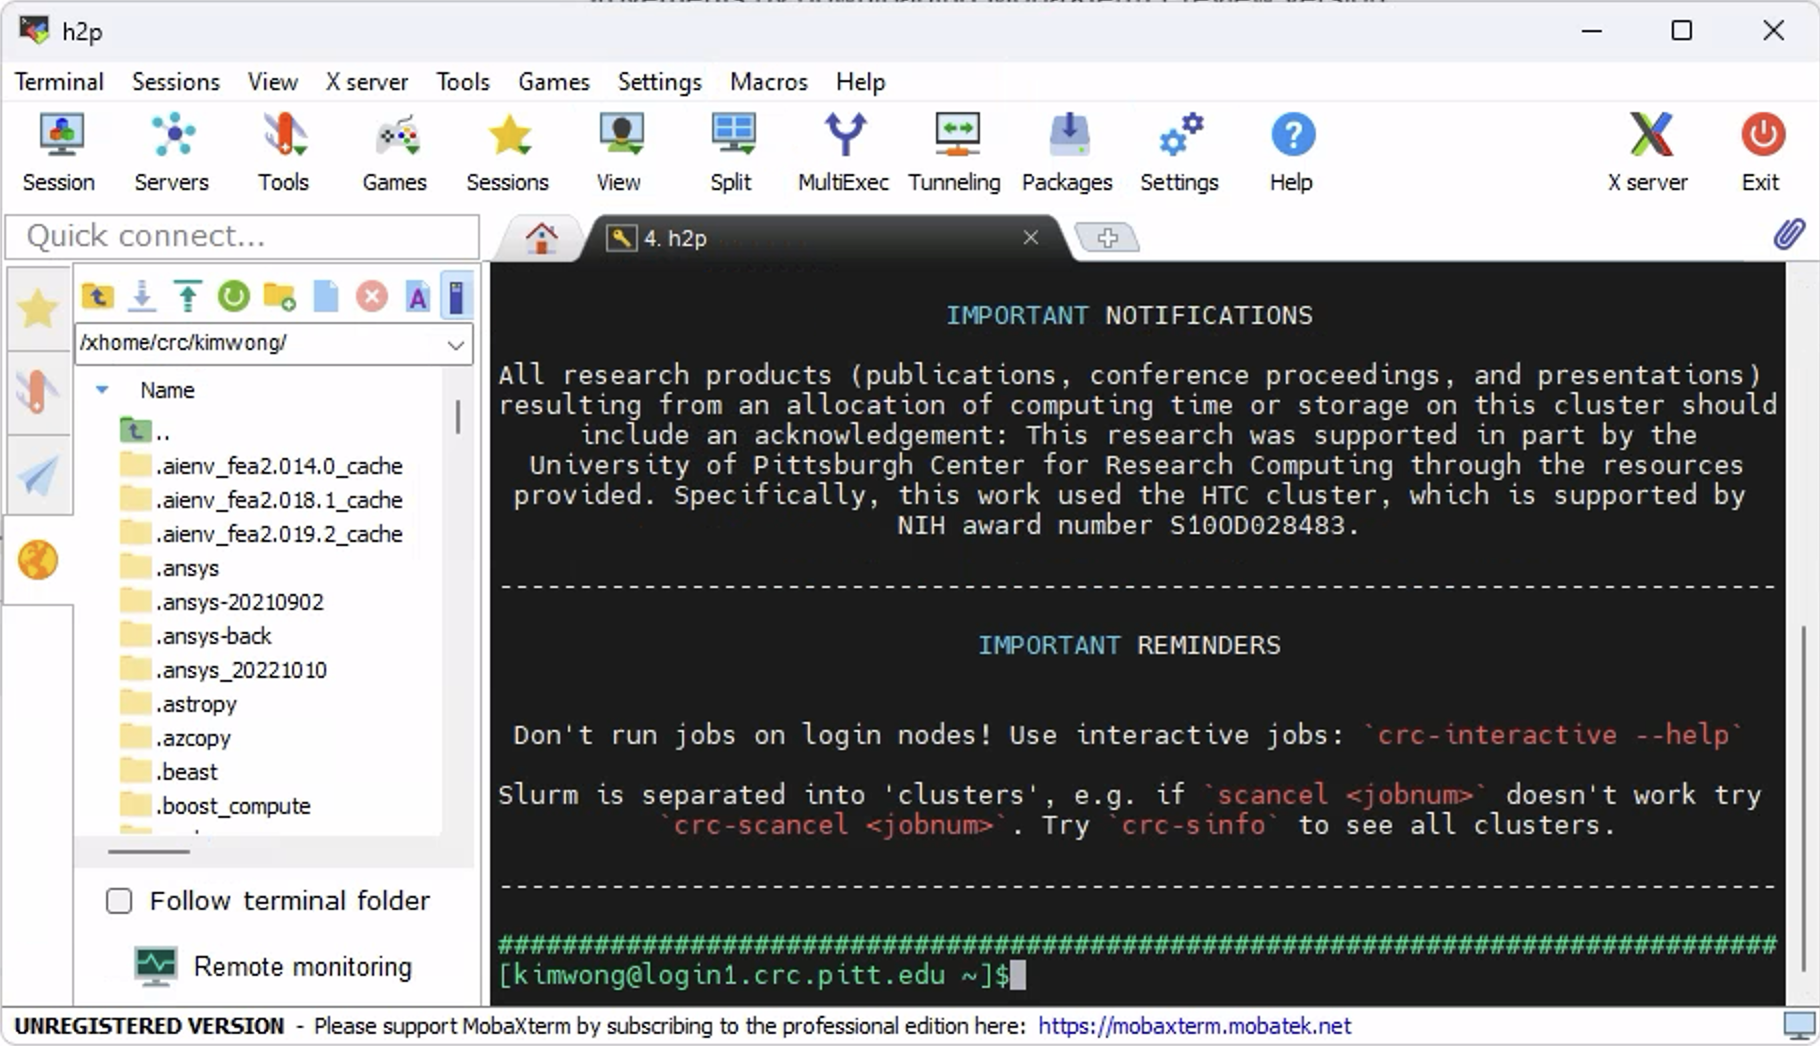 h2p
Terminal Sessions View X server Tools Games Settings Macros Help
Session Servers Tools Games Sessions View Split MultiExec Tunneling Packages Settings Help X server Exit
Quick connect...
4. h2p
/xhome/crc/kimwong/
Name
..
.aienv_fea2.014.0_cache
.aienv_fea2.018.1_cache
.aienv_fea2.019.2_cache
.ansys
.ansys-20210902
.ansys-back
.ansys_20221010
.astropy
.azcopy
.beast
.boost_compute
Follow terminal folder
Remote monitoring
IMPORTANT NOTIFICATIONS
All research products (publications, conference proceedings, and presentations)
resulting from an allocation of computing time or storage on this cluster should
include an acknowledgement: This research was supported in part by the
University of Pittsburgh Center for Research Computing through the resources
provided. Specifically, this work used the HTC cluster, which is supported by
NIH award number S10OD028483.
--------------------------------------------------------------------------------
IMPORTANT REMINDERS
Don't run jobs on login nodes! Use interactive jobs: `crc-interactive --help`
Slurm is separated into 'clusters', e.g. if `scancel <jobnum>` doesn't work try
`crc-scancel <jobnum>`. Try `crc-sinfo` to see all clusters.
--------------------------------------------------------------------------------
################################################################################
[kimwong@login1.crc.pitt.edu ~]$
UNREGISTERED VERSION - Please support MobaXterm by subscribing to the professional edition here: https://mobaxterm.mobatek.net